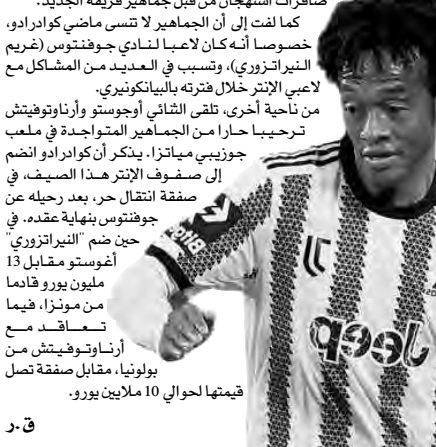 صافرات استهجان من قبل جماهير فريقه الجديد.
كما لفت إلى أن الجماهير لا تنسى ماضي كوادرادو،
خصوصا أنه كان لاعبا لنادي جوفنتوس (غريم
النيراتزوري)، وتسبب في العديد من المشاكل مع
لاعبي الإنتر خلال فترته بالبيانكونيري.
من ناحية أخرى، تلقى الثنائي أوجوستو وأرناوتوفيتش
ترحيبا حارا من الجماهير المتواجدة في ملعب
جوزيبي مياتزا. يذكر أن كوادرادو انضم
إلى صفوف الإنتر هذا الصيف، في
صفقة انتقال حر، بعد رحيله عن
جوفنتوس بنهاية عقده. في
حين ضم "النيراتزوري"
أغوستو مقابل 13
مليون يورو قادما
من مونزا، فيما
تعاقد مع
أرناوتوفيتش من
بولونيا، مقابل صفقة تصل
قيمتها لحوالي 10 ملايين يورو.
ق.ر
Jeep